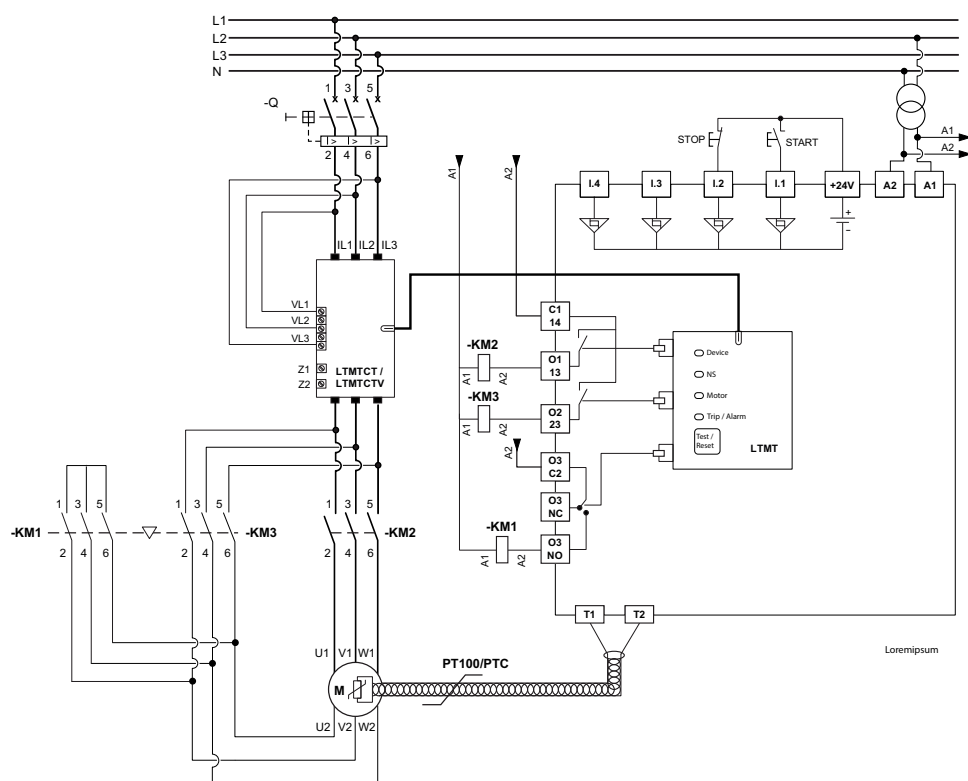 L1
L2
L3
N
1 3 5
-Q
I> I> I>
2 4 6
A1
A2
STOP
START
A1
A2
I.4 I.3 I.2 I.1 +24V A2 A1
+
–
IL1 IL2 IL3
VL1
VL2
VL3
Z1
Z2
LTMTCT /
LTMTCTV
C1
14
-KM2
A1
A2
O1
13
-KM3
A1
A2
O2
23
A2
O3
C2
O3
NC
-KM1
A1
A2
O3
NO
Device
NS
Motor
Trip / Alarm
Test /
Reset
LTMT
1 3 5
-KM1
2 4 6
1 3 5
-KM3
2 4 6
1 3 5
-KM2
2 4 6
T1 T2
Loremipsum
U1 V1 W1
PT100/PTC
M
U2 V2 W2